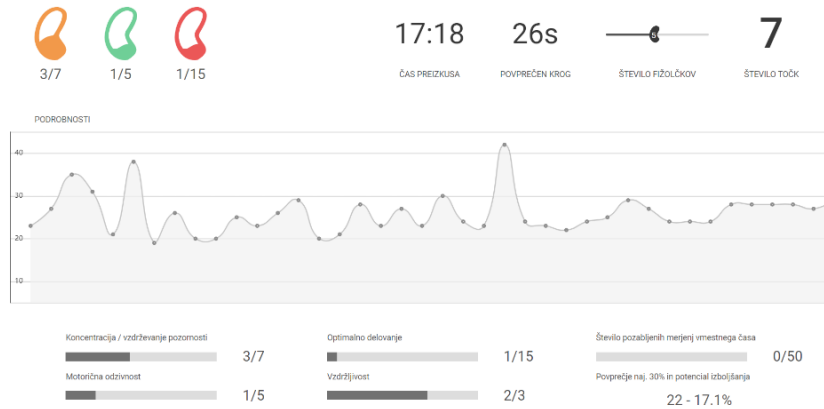 3/7
1/5
1/15
17:18
26s
5
7
ČAS PREIZKUSA
POVPREČEN KROG
ŠTEVILO FIŽOLČKOV
ŠTEVILO TOČK
PODROBNOSTI
40
30
20
10
Koncentracija / vzdrževanje pozornosti
3/7
Optimalno delovanje
1/15
Število pozabljenih merjenj vmestnega časa
0/50
Motorična odzivnost
1/5
Vzdržljivost
2/3
Povprečje naj. 30% in potencial izboljšanja
22 - 17.1%